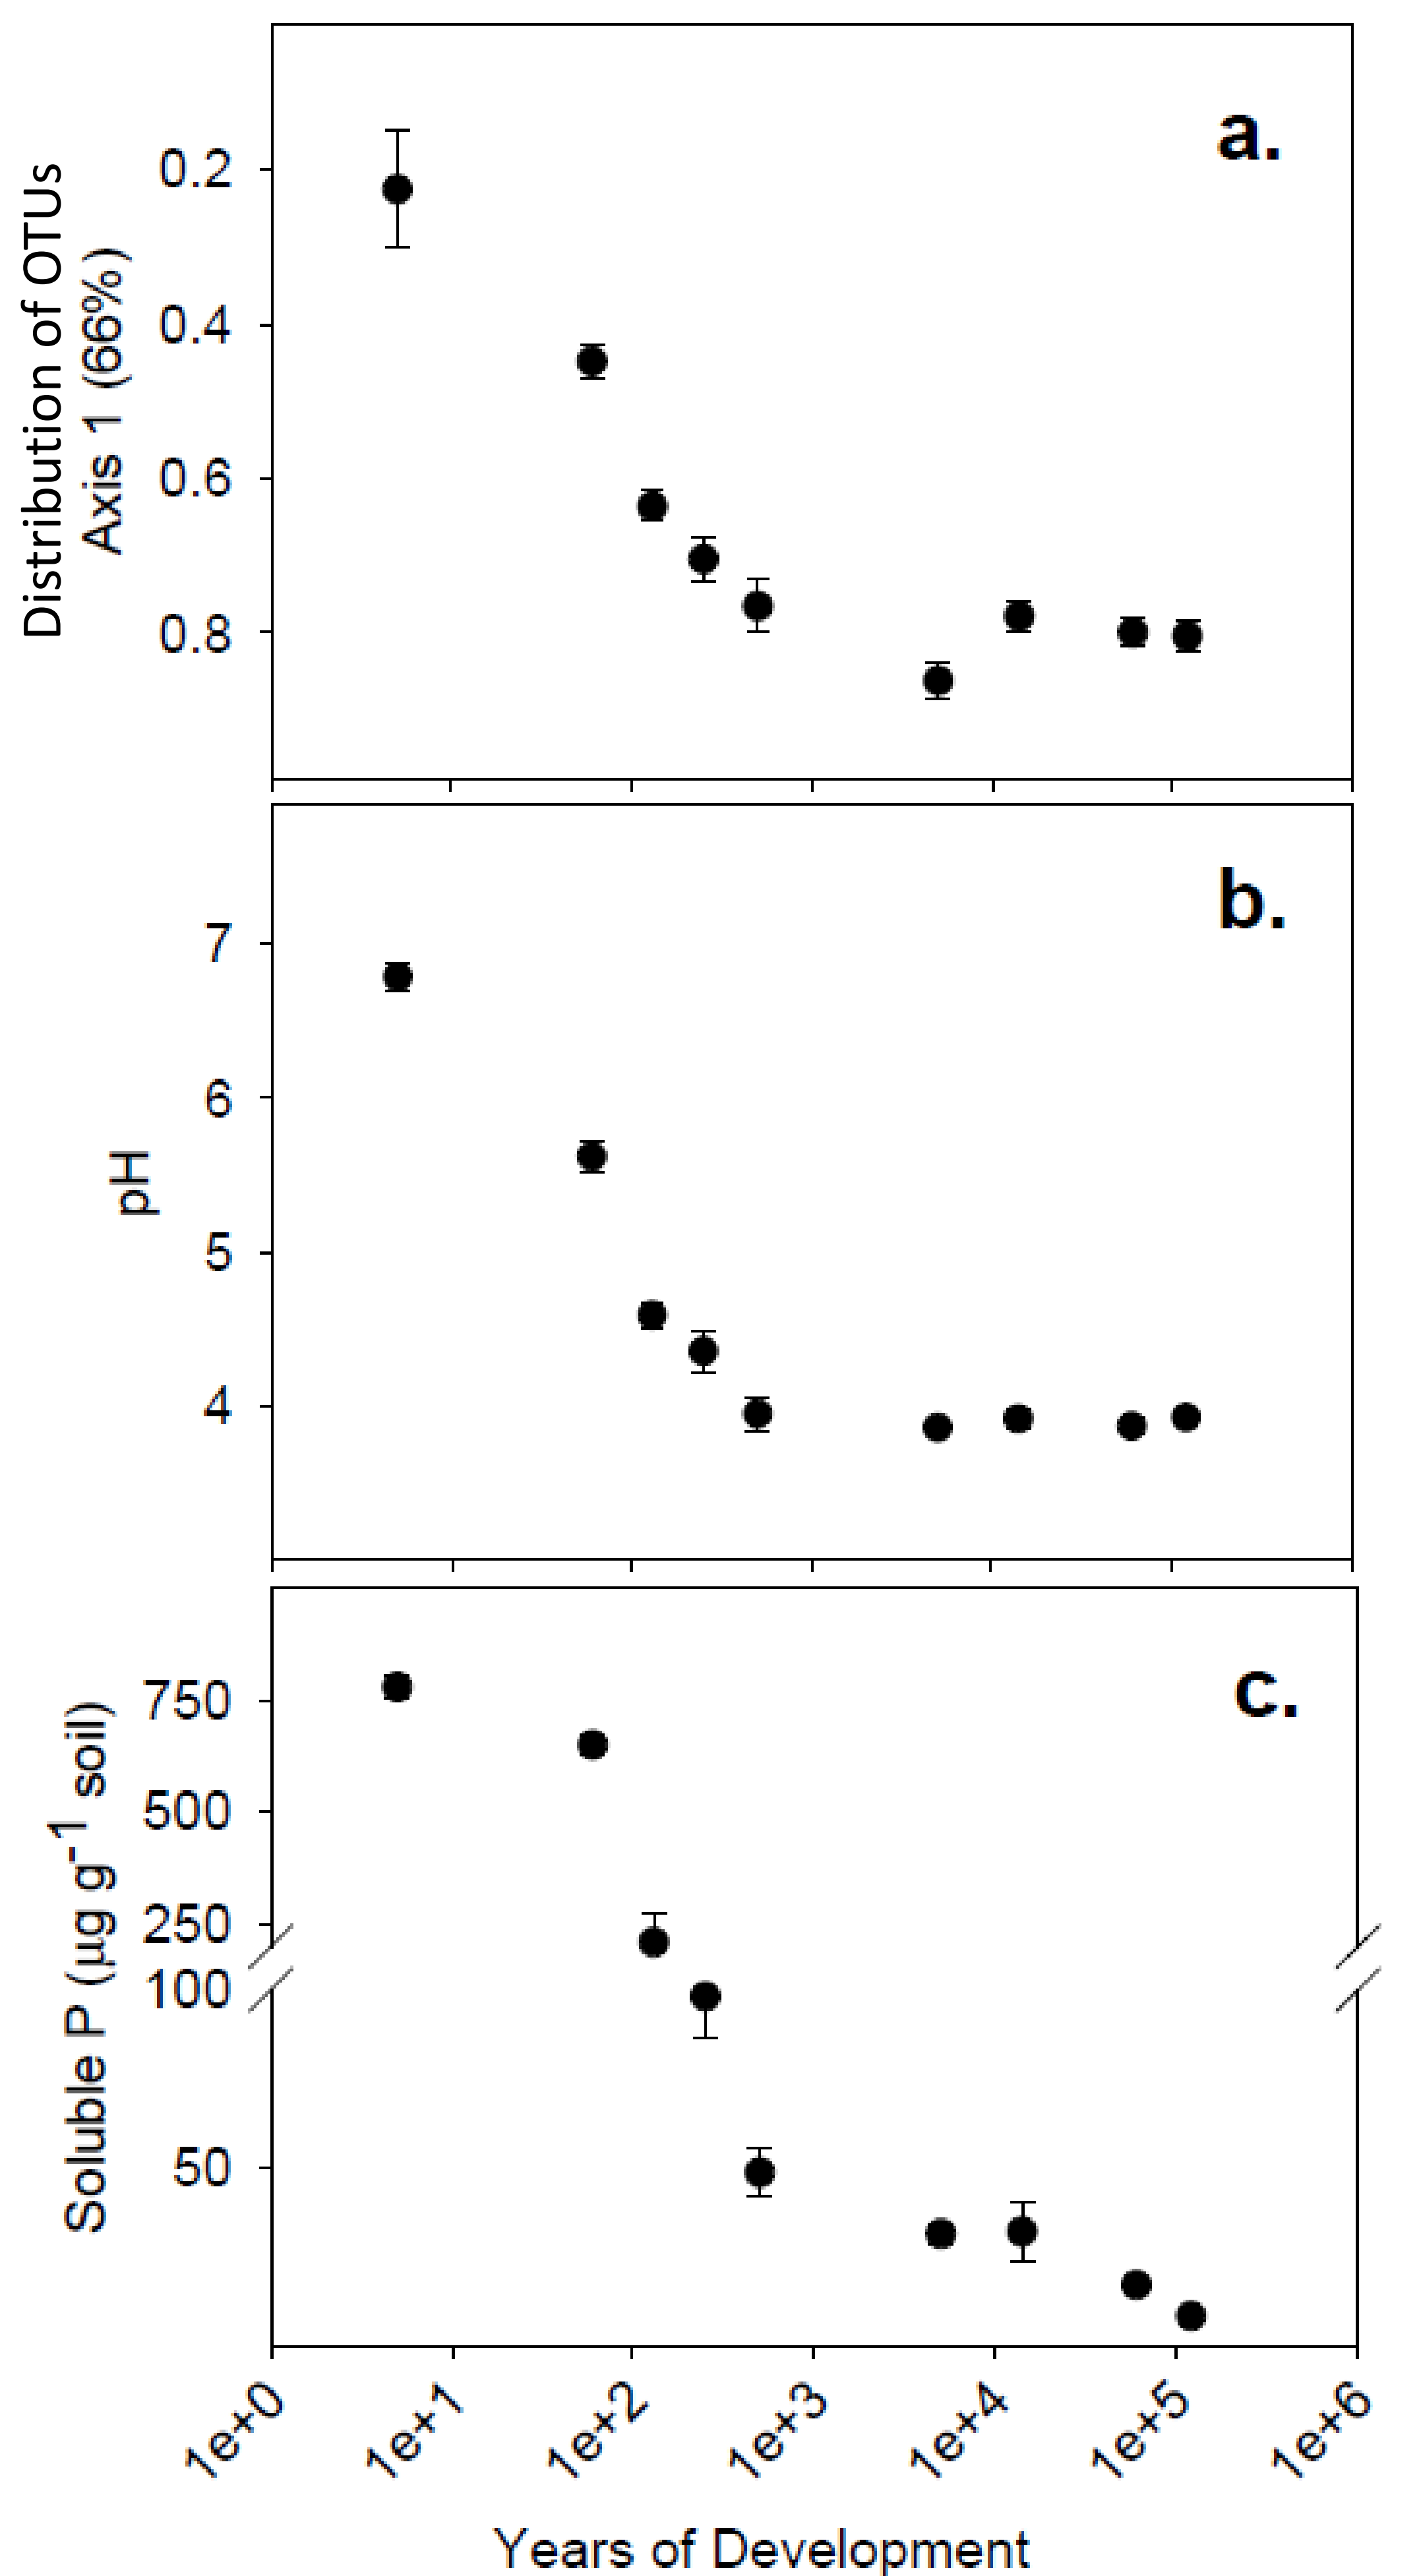 a.
Distribution of OTUs
Axis 1 (66%)
0.2
0.4
0.6
0.8
b.
pH
7
6
5
4
c.
Soluble P (µg g⁻¹ soil)
750
500
250
100
50
1e+0 1e+1 1e+2 1e+3 1e+4 1e+5 1e+6
Years of Development